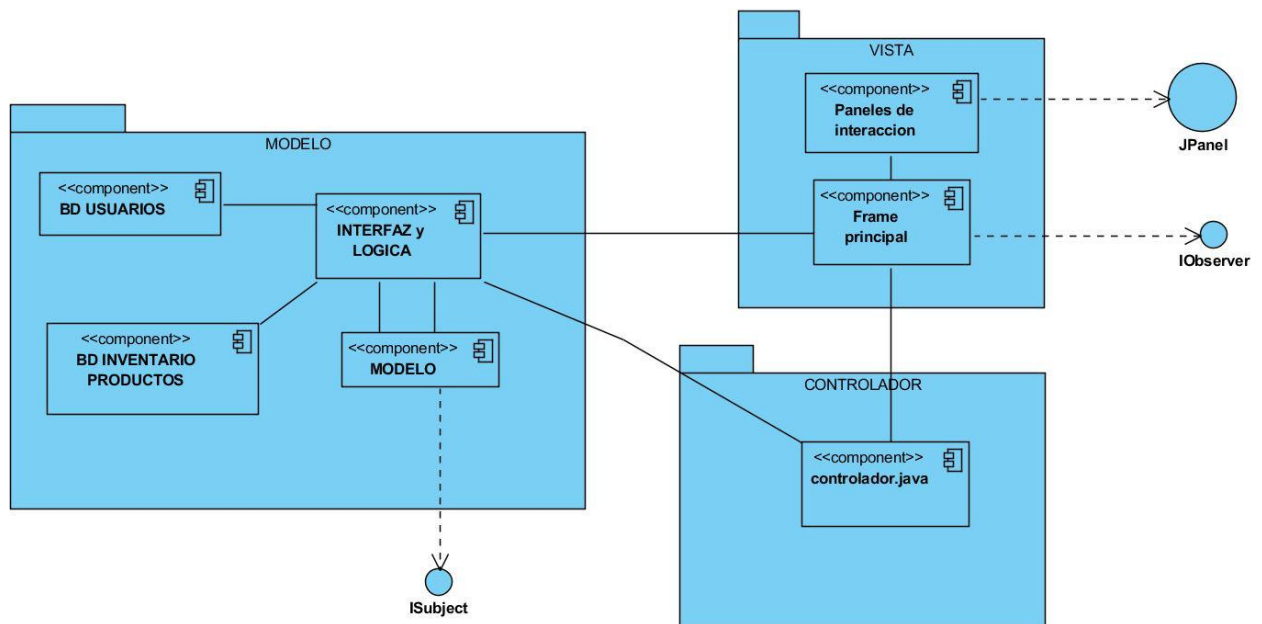 MODELO
<<component>>
BD USUARIOS
<<component>>
INTERFAZ y
LOGICA
<<component>>
BD INVENTARIO
PRODUCTOS
<<component>>
MODELO
ISubject
VISTA
<<component>>
Paneles de
interaccion
JPanel
<<component>>
Frame
principal
IObserver
CONTROLADOR
<<component>>
controlador.java